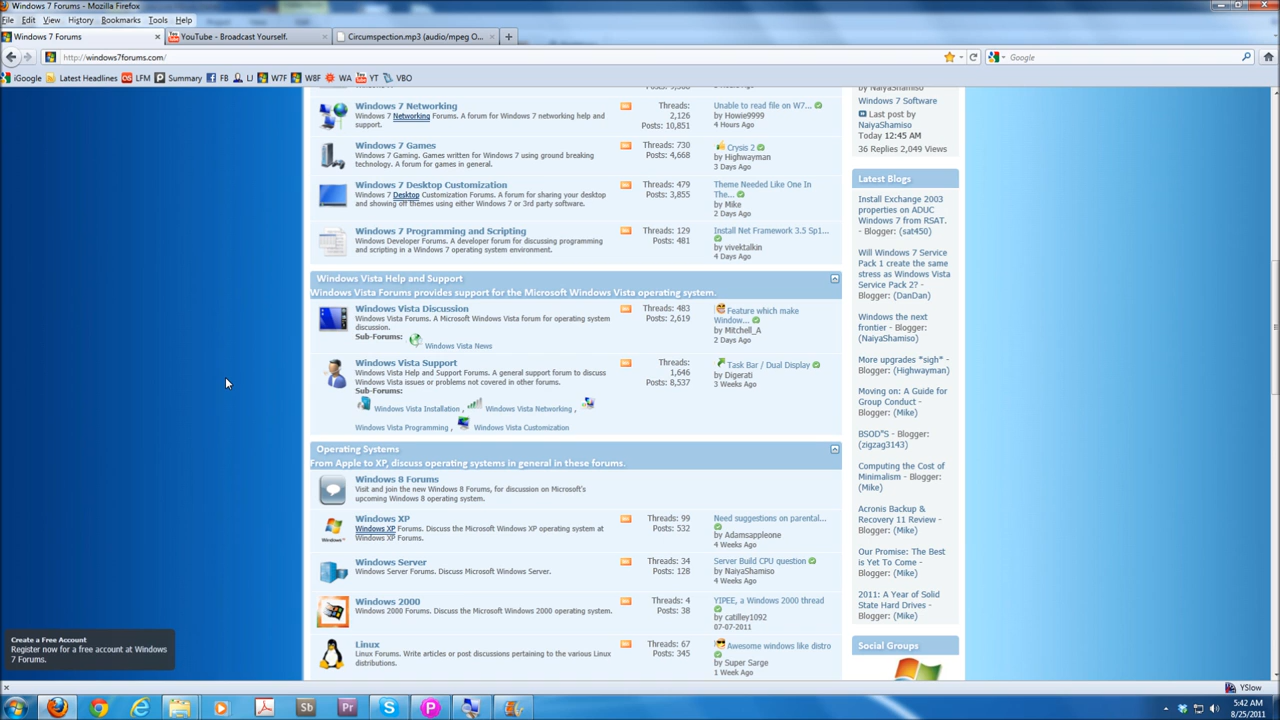 Windows 7 Forums - Mozilla Firefox
File Edit View History Bookmarks Tools Help
Windows 7 Forums
YouTube - Broadcast Yourself.
Circumspection.mp3 (audio/mpeg O...
http://windows7forums.com/
Google
iGoogle Latest Headlines LFM Summary FB LJ W7F W8F WA YT VBO
Windows 7 Networking
Windows 7 Networking Forums. A forum for Windows 7 networking help and
support.
Threads:
2,126
Posts: 10,851
Unable to read file on W7...
by Howie9999
4 Hours Ago
Windows 7 Games
Windows 7 Gaming. Games written for Windows 7 using ground breaking
technology. A forum for games in general.
Threads: 730
Posts: 4,668
Crysis 2
by Highwayman
3 Days Ago
Windows 7 Desktop Customization
Windows 7 Desktop Customization Forums. A forum for sharing your desktop
and showing off themes using either Windows 7 or 3rd party software.
Threads: 479
Posts: 3,855
Theme Needed Like One In
The...
by Mike
2 Days Ago
Windows 7 Programming and Scripting
Windows Developer Forums. A developer forum for discussing programming
and scripting in a Windows 7 operating system environment.
Threads: 129
Posts: 481
Install Net Framework 3.5 Sp1...
by vivektalkin
4 Days Ago
Windows Vista Help and Support
Windows Vista Forums provides support for the Microsoft Windows Vista operating system.
Windows Vista Discussion
Windows Vista Forums. A Microsoft Windows Vista forum for operating system
discussion.
Sub-Forums:
Windows Vista News
Threads: 483
Posts: 2,619
Feature which make
Window...
by Mitchell_A
2 Days Ago
Windows Vista Support
Windows Vista Help and Support Forums. A general support forum to discuss
Windows Vista issues or problems not covered in other forums.
Sub-Forums:
Windows Vista Installation , Windows Vista Networking ,
Windows Vista Programming , Windows Vista Customization
Threads:
1,646
Posts: 8,537
Task Bar / Dual Display
by Digerati
3 Weeks Ago
Operating Systems
From Apple to XP, discuss operating systems in general in these forums.
Windows 8 Forums
Visit and join the new Windows 8 Forums, for discussion on Microsoft's
upcoming Windows 8 operating system.
Windows XP
Windows XP Forums. Discuss the Microsoft Windows XP operating system at
Windows XP Forums.
Threads: 99
Posts: 532
Need suggestions on parental...
by Adamsappleone
4 Weeks Ago
Windows Server
Windows Server Forums. Discuss Microsoft Windows Server.
Threads: 34
Posts: 128
Server Build CPU question
by NaiyaShamiso
4 Weeks Ago
Windows 2000
Windows 2000 Forums. Discuss the Microsoft Windows 2000 operating system.
Threads: 4
Posts: 38
YIPEE, a Windows 2000 thread
by catilley1092
07-07-2011
Linux
Linux Forums. Write articles or post discussions pertaining to the various Linux
distributions.
Threads: 67
Posts: 345
Awesome windows like distro
by Super Sarge
1 Week Ago
by NaiyaShamiso
Windows 7 Software
Last post by
NaiyaShamiso
Today 12:45 AM
36 Replies 2,049 Views
Latest Blogs
Install Exchange 2003
properties on ADUC
Windows 7 from RSAT.
- Blogger: (sat450)
Will Windows 7 Service
Pack 1 create the same
stress as Windows Vista
Service Pack 2? -
Blogger: (DanDan)
Windows the next
frontier - Blogger:
(NaiyaShamiso)
More upgrades *sigh* -
Blogger: (Highwayman)
Moving on: A Guide for
Group Conduct -
Blogger: (Mike)
BSOD"S - Blogger:
(zigzag3143)
Computing the Cost of
Minimalism - Blogger:
(Mike)
Acronis Backup &
Recovery 11 Review -
Blogger: (Mike)
Our Promise: The Best
is Yet To Come -
Blogger: (Mike)
2011: A Year of Solid
State Hard Drives -
Blogger: (Mike)
Social Groups
Create a Free Account
Register now for a free account at Windows
7 Forums.
YSlow
Sb
Pr
5:42 AM
8/25/2011